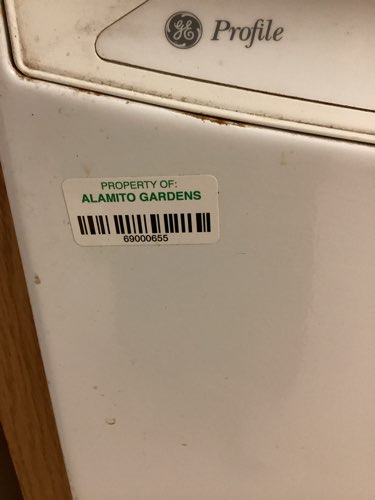 GE Profile
PROPERTY OF:
ALAMITO GARDENS
69000655